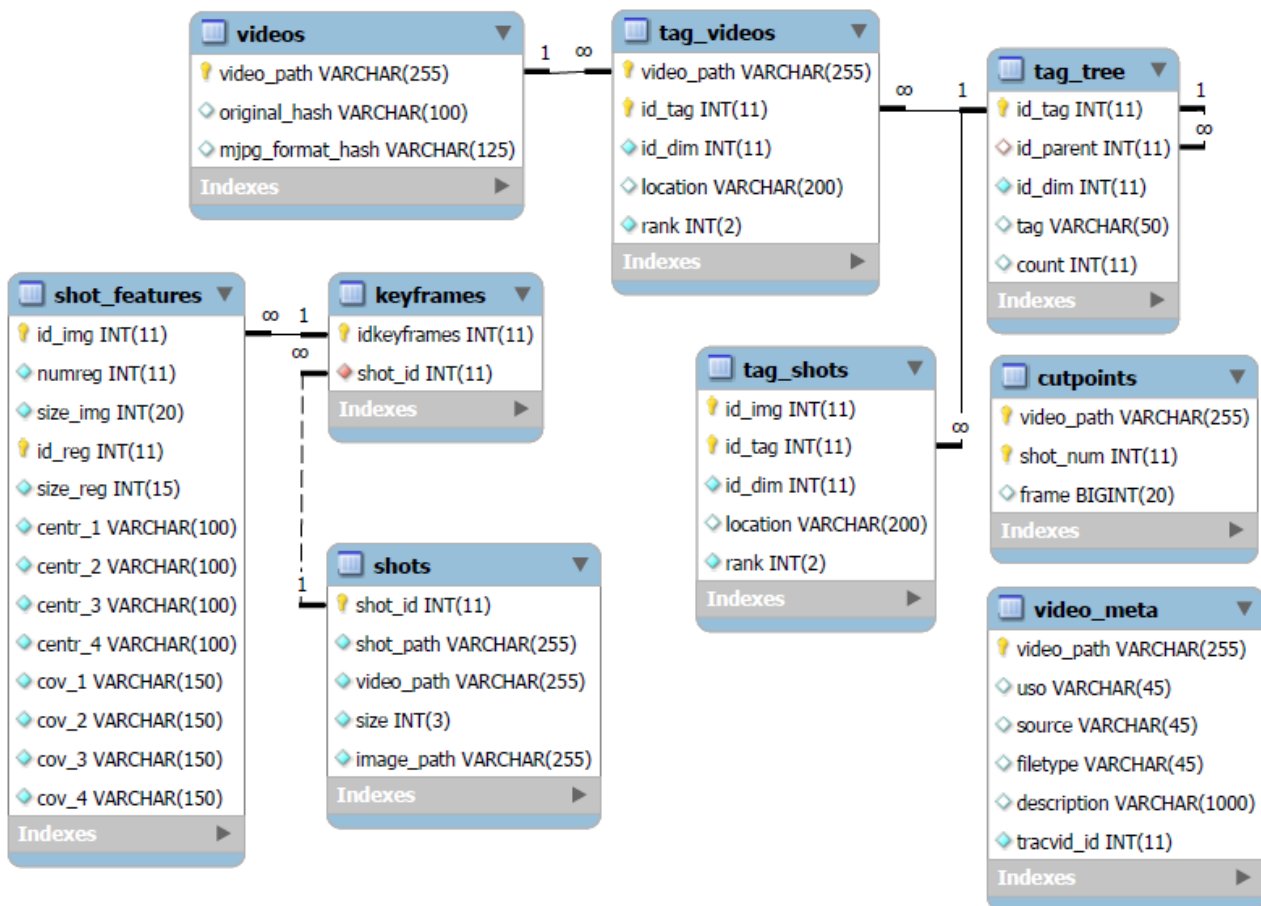 videos
video_path VARCHAR(255)
original_hash VARCHAR(100)
mjpg_format_hash VARCHAR(125)
Indexes
1 ∞
tag_videos
video_path VARCHAR(255)
id_tag INT(11)
id_dim INT(11)
location VARCHAR(200)
rank INT(2)
Indexes
∞ 1
tag_tree
id_tag INT(11)
id_parent INT(11)
id_dim INT(11)
tag VARCHAR(50)
count INT(11)
Indexes
1
∞
shot_features
id_img INT(11)
numreg INT(11)
size_img INT(20)
id_reg INT(11)
size_reg INT(15)
centr_1 VARCHAR(100)
centr_2 VARCHAR(100)
centr_3 VARCHAR(100)
centr_4 VARCHAR(100)
cov_1 VARCHAR(150)
cov_2 VARCHAR(150)
cov_3 VARCHAR(150)
cov_4 VARCHAR(150)
Indexes
∞ 1
keyframes
idkeyframes INT(11)
shot_id INT(11)
Indexes
∞
1
shots
shot_id INT(11)
shot_path VARCHAR(255)
video_path VARCHAR(255)
size INT(3)
image_path VARCHAR(255)
Indexes
tag_shots
id_img INT(11)
id_tag INT(11)
id_dim INT(11)
location VARCHAR(200)
rank INT(2)
Indexes
∞
cutpoints
video_path VARCHAR(255)
shot_num INT(11)
frame BIGINT(20)
Indexes
video_meta
video_path VARCHAR(255)
uso VARCHAR(45)
source VARCHAR(45)
filetype VARCHAR(45)
description VARCHAR(1000)
tracvid_id INT(11)
Indexes